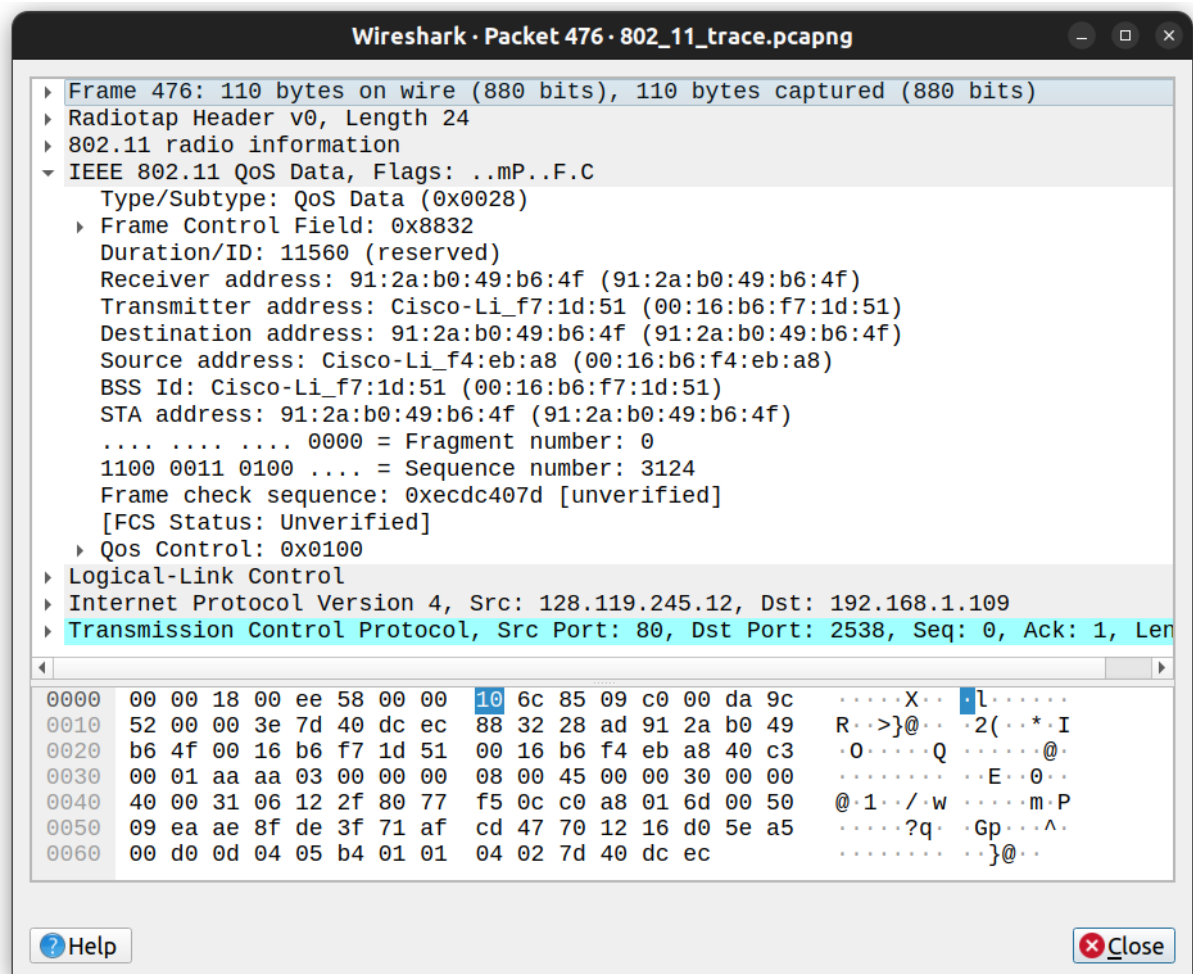 Wireshark · Packet 476 · 802_11_trace.pcapng
Frame 476: 110 bytes on wire (880 bits), 110 bytes captured (880 bits)
Radiotap Header v0, Length 24
802.11 radio information
IEEE 802.11 QoS Data, Flags: ..mP..F.C
Type/Subtype: QoS Data (0x0028)
Frame Control Field: 0x8832
Duration/ID: 11560 (reserved)
Receiver address: 91:2a:b0:49:b6:4f (91:2a:b0:49:b6:4f)
Transmitter address: Cisco-Li_f7:1d:51 (00:16:b6:f7:1d:51)
Destination address: 91:2a:b0:49:b6:4f (91:2a:b0:49:b6:4f)
Source address: Cisco-Li_f4:eb:a8 (00:16:b6:f4:eb:a8)
BSS Id: Cisco-Li_f7:1d:51 (00:16:b6:f7:1d:51)
STA address: 91:2a:b0:49:b6:4f (91:2a:b0:49:b6:4f)
.... .... .... 0000 = Fragment number: 0
1100 0011 0100 .... = Sequence number: 3124
Frame check sequence: 0xecdc407d [unverified]
[FCS Status: Unverified]
Qos Control: 0x0100
Logical-Link Control
Internet Protocol Version 4, Src: 128.119.245.12, Dst: 192.168.1.109
Transmission Control Protocol, Src Port: 80, Dst Port: 2538, Seq: 0, Ack: 1, Len
0000 00 00 18 00 ee 58 00 00 10 6c 85 09 c0 00 da 9c ·····X·· ·l······
0010 52 00 00 3e 7d 40 dc ec 88 32 28 ad 91 2a b0 49 R··>}@·· ·2(··*·I
0020 b6 4f 00 16 b6 f7 1d 51 00 16 b6 f4 eb a8 40 c3 ·O·····Q ······@·
0030 00 01 aa aa 03 00 00 00 08 00 45 00 00 30 00 00 ········ ··E··0··
0040 40 00 31 06 12 2f 80 77 f5 0c c0 a8 01 6d 00 50 @·1··/·w ·····m·P
0050 09 ea ae 8f de 3f 71 af cd 47 70 12 16 d0 5e a5 ·····?q· ·Gp···^·
0060 00 d0 0d 04 05 b4 01 01 04 02 7d 40 dc ec ········ ··}@··
Help
Close